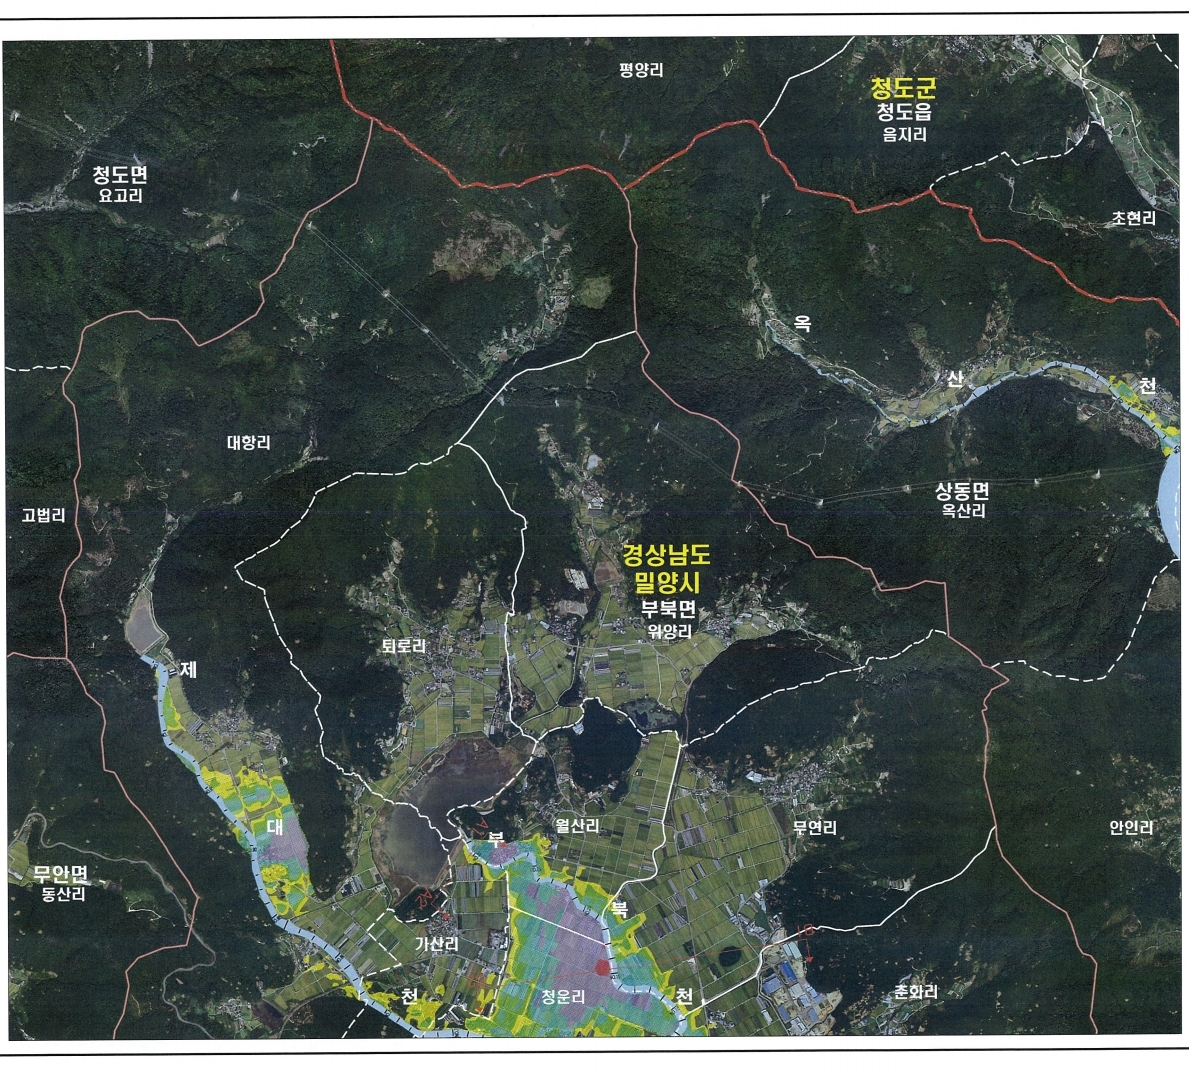 평양리
청도군
청도읍
음지리
청도면
요고리
초현리
옥
산
천
대항리
고법리
상동면
옥산리
경상남도
밀양시
부북면
위양리
퇴로리
제
대
부
월산리
무연리
안인리
무안면
동산리
북
가산리
천
청운리
천
춘화리